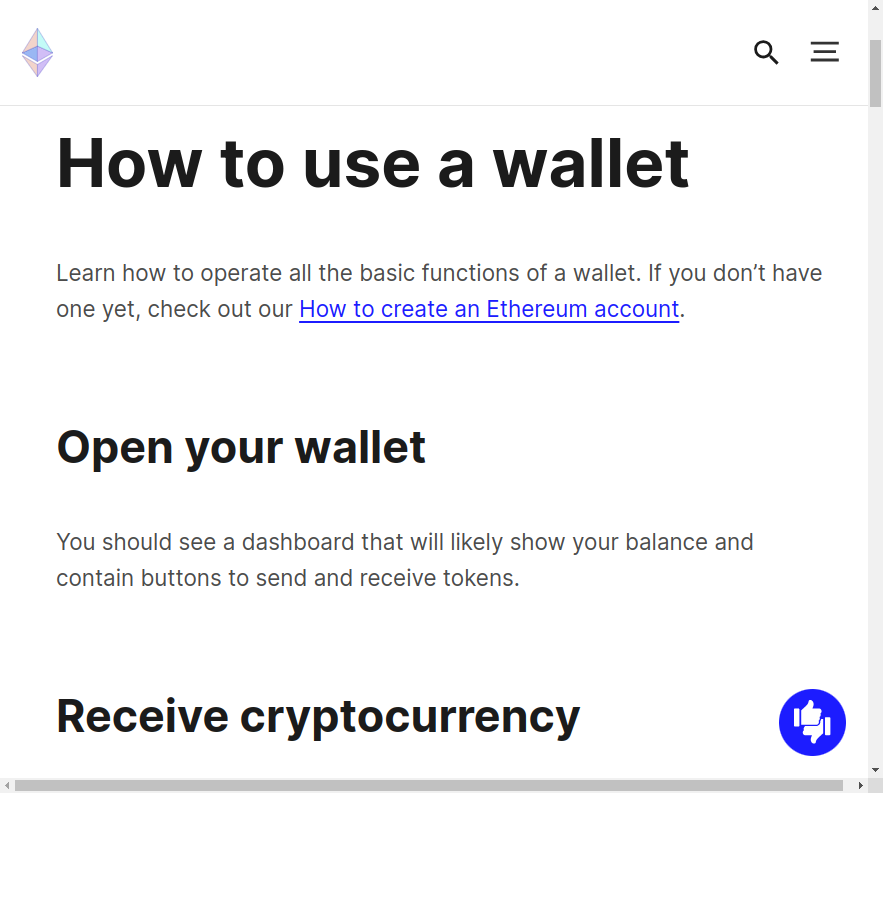 How to use a wallet
Learn how to operate all the basic functions of a wallet. If you don’t have
one yet, check out our How to create an Ethereum account.
Open your wallet
You should see a dashboard that will likely show your balance and
contain buttons to send and receive tokens.
Receive cryptocurrency